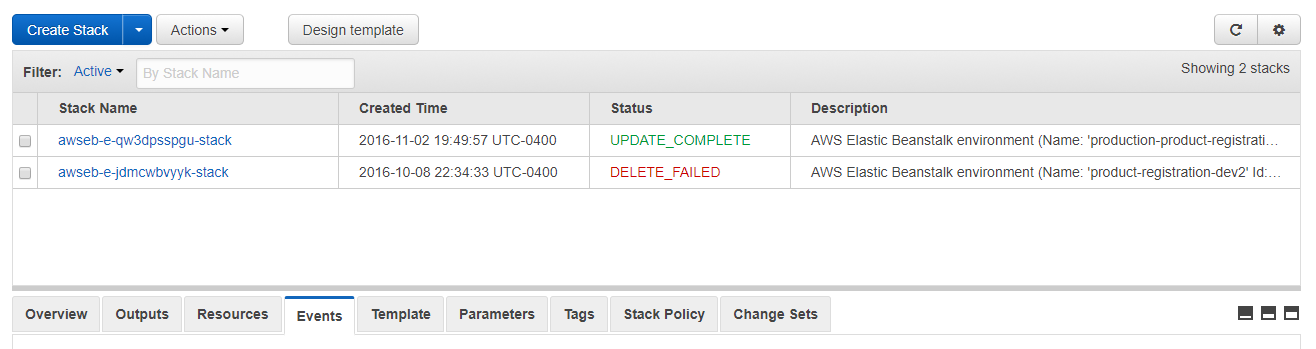 Create Stack Actions Design template
Filter: Active By Stack Name Showing 2 stacks
Stack Name Created Time Status Description
awseb-e-qw3dpsspgu-stack 2016-11-02 19:49:57 UTC-0400 UPDATE_COMPLETE AWS Elastic Beanstalk environment (Name: 'production-product-registrati…
awseb-e-jdmcwbvyyk-stack 2016-10-08 22:34:33 UTC-0400 DELETE_FAILED AWS Elastic Beanstalk environment (Name: 'product-registration-dev2' Id:…
Overview Outputs Resources Events Template Parameters Tags Stack Policy Change Sets